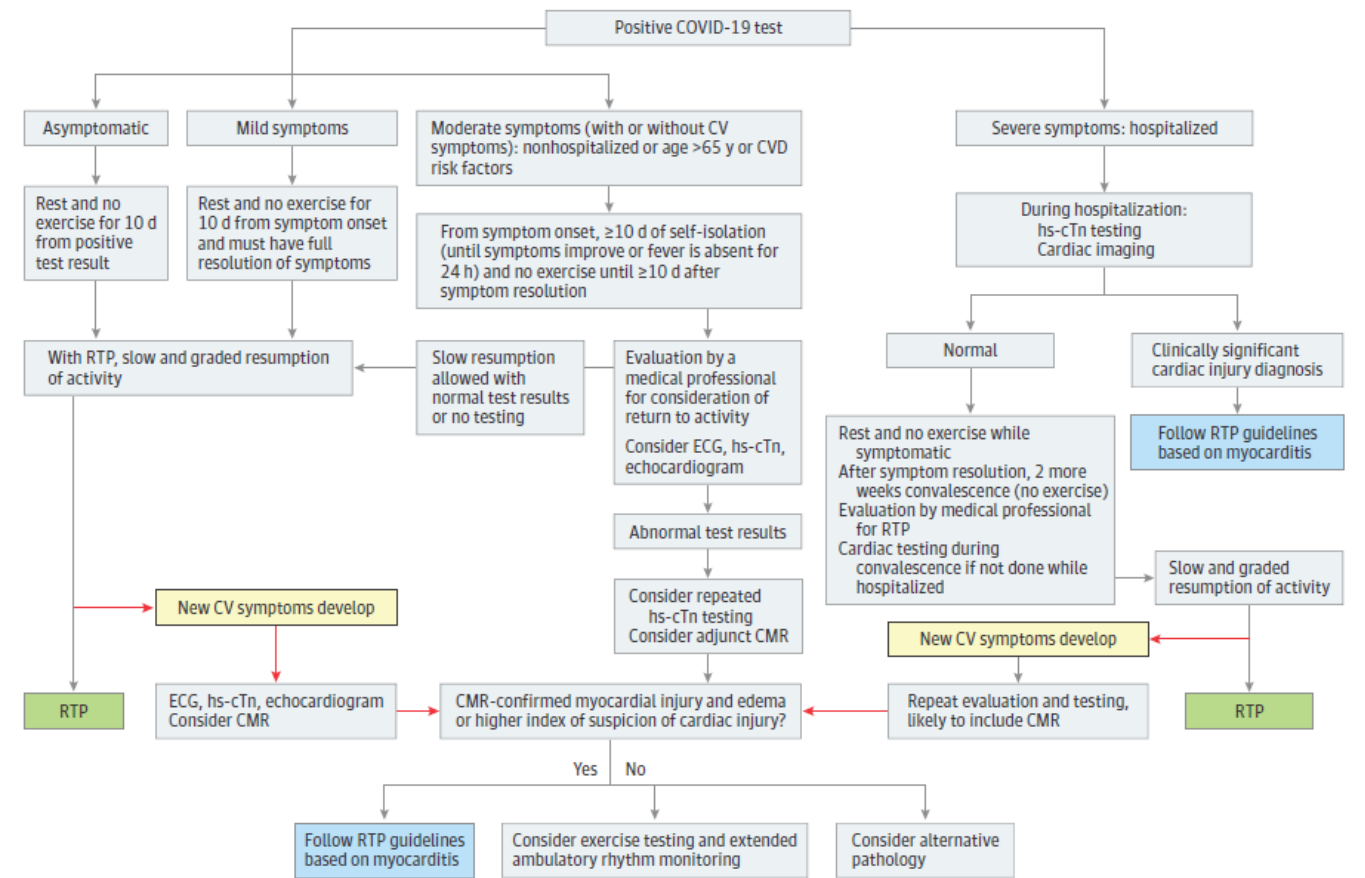 Positive COVID-19 test
Asymptomatic
Mild symptoms
Moderate symptoms (with or without CV
symptoms): nonhospitalized or age >65 y or CVD
risk factors
Severe symptoms: hospitalized
Rest and no
exercise for 10 d
from positive
test result
Rest and no exercise for
10 d from symptom onset
and must have full
resolution of symptoms
From symptom onset, ≥10 d of self-isolation
(until symptoms improve or fever is absent for
24 h) and no exercise until ≥10 d after
symptom resolution
During hospitalization:
hs-cTn testing
Cardiac imaging
With RTP, slow and graded resumption
of activity
Slow resumption
allowed with
normal test results
or no testing
Evaluation by a
medical professional
for consideration of
return to activity
Consider ECG, hs-cTn,
echocardiogram
Normal
Clinically significant
cardiac injury diagnosis
Rest and no exercise while
symptomatic
After symptom resolution, 2 more
weeks convalescence (no exercise)
Evaluation by medical professional
for RTP
Cardiac testing during
convalescence if not done while
hospitalized
Follow RTP guidelines
based on myocarditis
Abnormal test results
Slow and graded
resumption of activity
Consider repeated
hs-cTn testing
Consider adjunct CMR
New CV symptoms develop
New CV symptoms develop
RTP
ECG, hs-cTn, echocardiogram
Consider CMR
CMR-confirmed myocardial injury and edema
or higher index of suspicion of cardiac injury?
Repeat evaluation and testing,
likely to include CMR
RTP
Yes
No
Follow RTP guidelines
based on myocarditis
Consider exercise testing and extended
ambulatory rhythm monitoring
Consider alternative
pathology